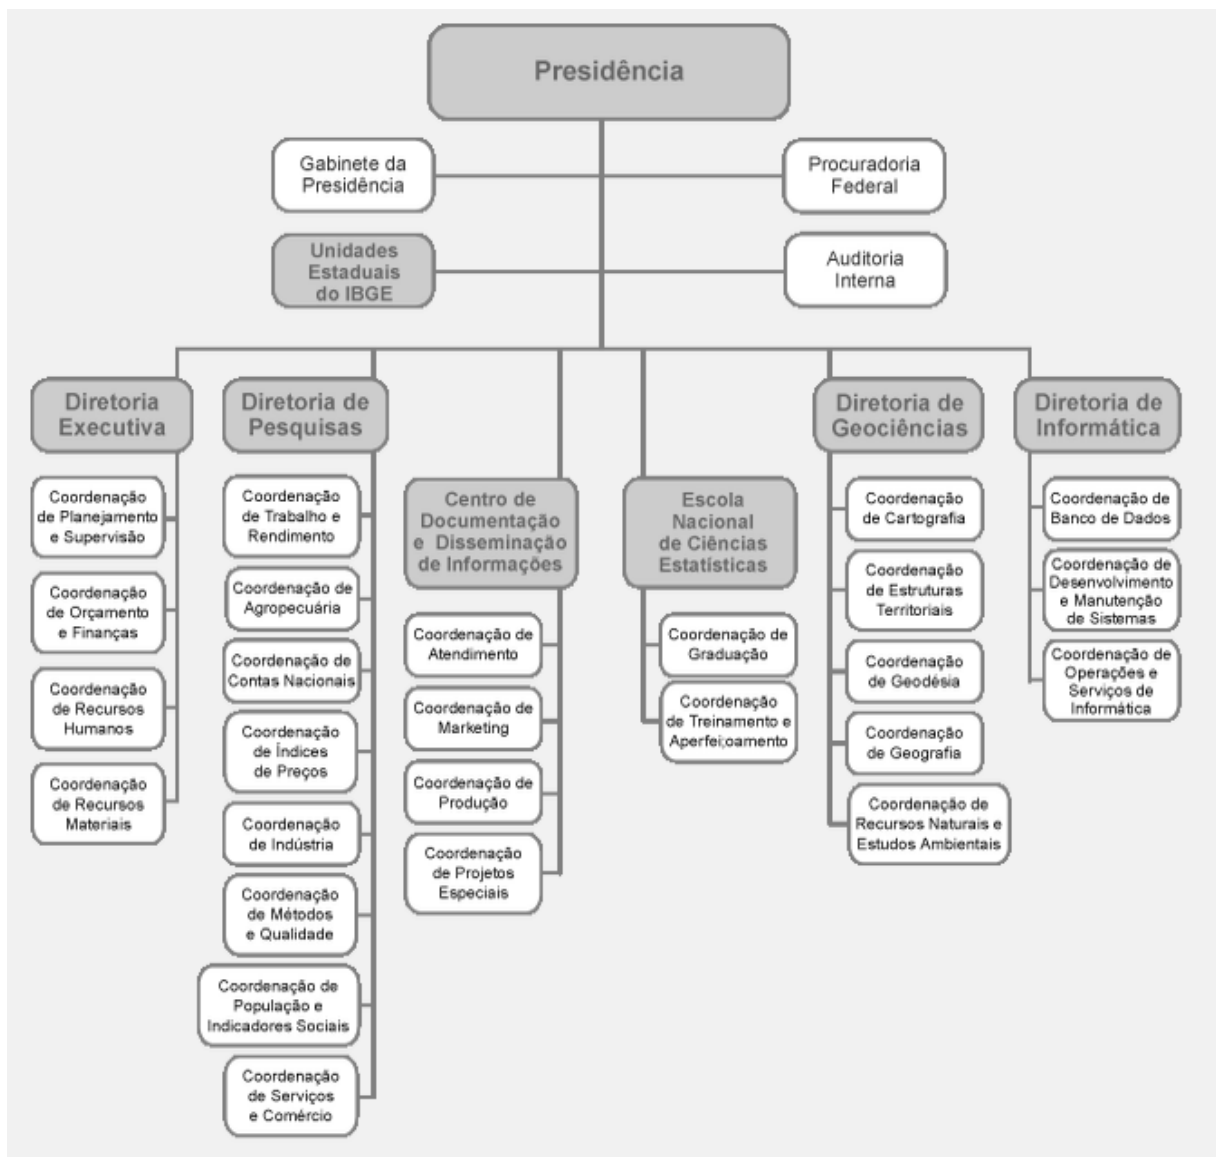 Presidência
Gabinete da
Presidência
Procuradoria
Federal
Unidades
Estaduais
do IBGE
Auditoria
Interna
Diretoria
Executiva
Coordenação
de Planejamento
e Supervisão
Coordenação
de Orçamento
e Finanças
Coordenação
de Recursos
Humanos
Coordenação
de Recursos
Materiais
Diretoria de
Pesquisas
Coordenação
de Trabalho e
Rendimento
Coordenação de
Agropecuária
Coordenação de
Contas Nacionais
Coordenação
de Índices
de Preços
Coordenação
de Indústria
Coordenação
de Métodos
e Qualidade
Coordenação de
População e
Indicadores Sociais
Coordenação
de Serviços
e Comércio
Centro de
Documentação
e Disseminação
de Informações
Coordenação de
Atendimento
Coordenação de
Marketing
Coordenação de
Produção
Coordenação
de Projetos
Especiais
Escola
Nacional
de Ciências
Estatísticas
Coordenação de
Graduação
Coordenação
de Treinamento e
Aperfei;oamento
Diretoria de
Geociências
Coordenação
de Cartografia
Coordenação
de Estruturas
Territoriais
Coordenação
de Geodésia
Coordenação
de Geografia
Coordenação de
Recursos Naturais e
Estudos Ambientais
Diretoria de
Informática
Coordenação de
Banco de Dados
Coordenação de
Desenvolvimento
e Manutenção
de Sistemas
Coordenação de
Operações e
Serviços de
Informática